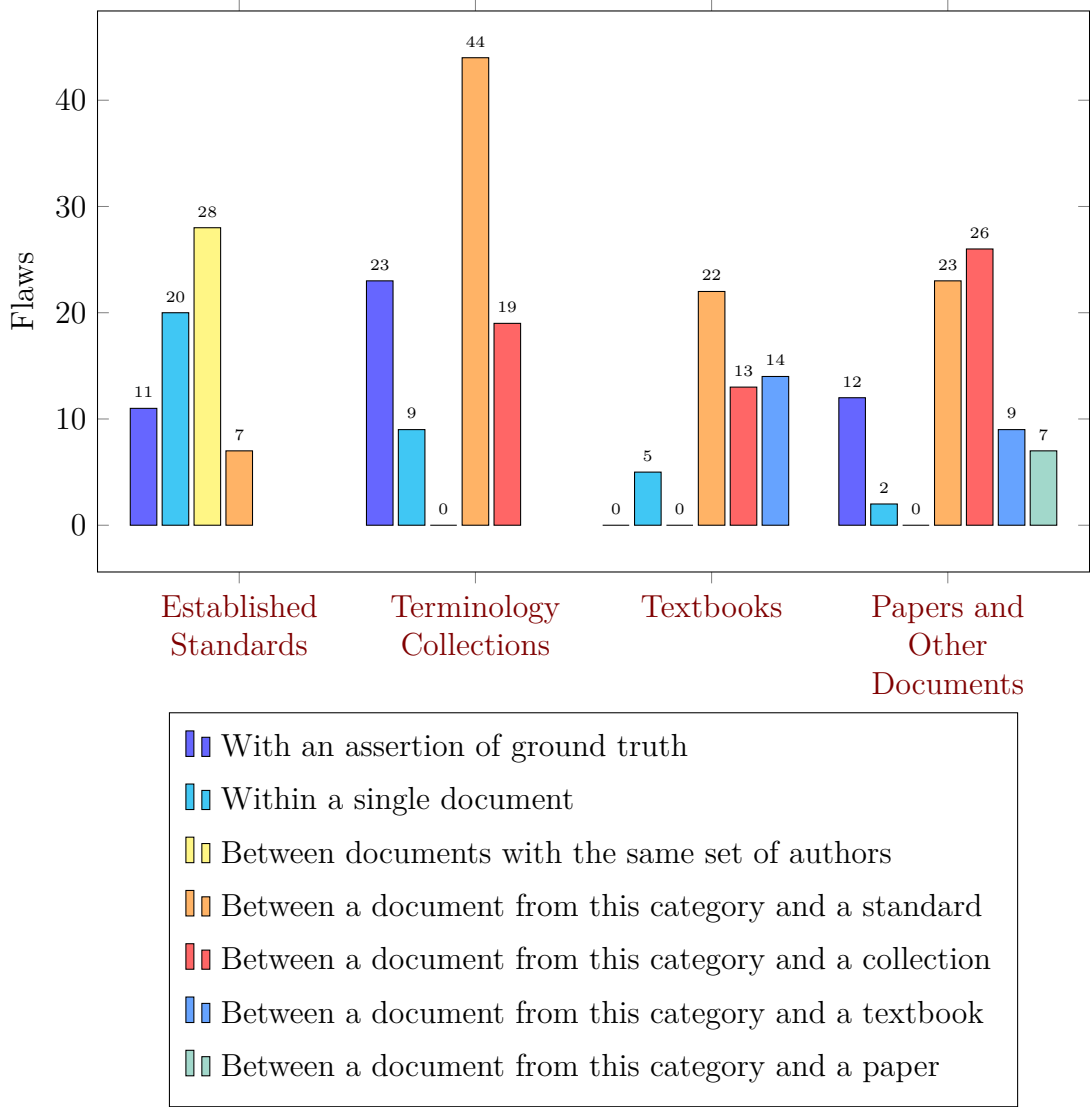 44
40
30
28
26
23
23
22
20
20
19
14
13
12
11
10
9
9
7
7
5
2
0
0
0
0
0
Flaws
Established
Standards
Terminology
Collections
Textbooks
Papers and
Other
Documents
With an assertion of ground truth
Within a single document
Between documents with the same set of authors
Between a document from this category and a standard
Between a document from this category and a collection
Between a document from this category and a textbook
Between a document from this category and a paper